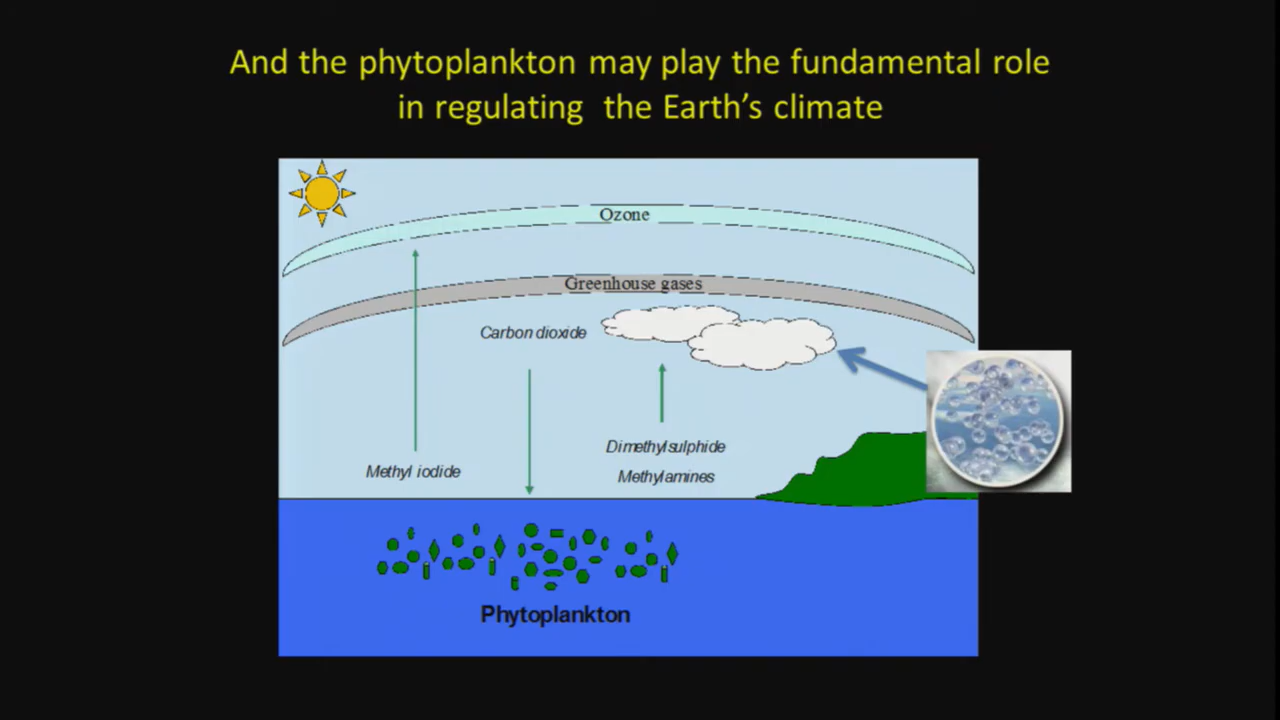 And the phytoplankton may play the fundamental role
in regulating the Earth's climate
Ozone
Greenhouse gases
Carbon dioxide
Dimethylsulphide
Methyl iodide
Methylamines
Phytoplankton